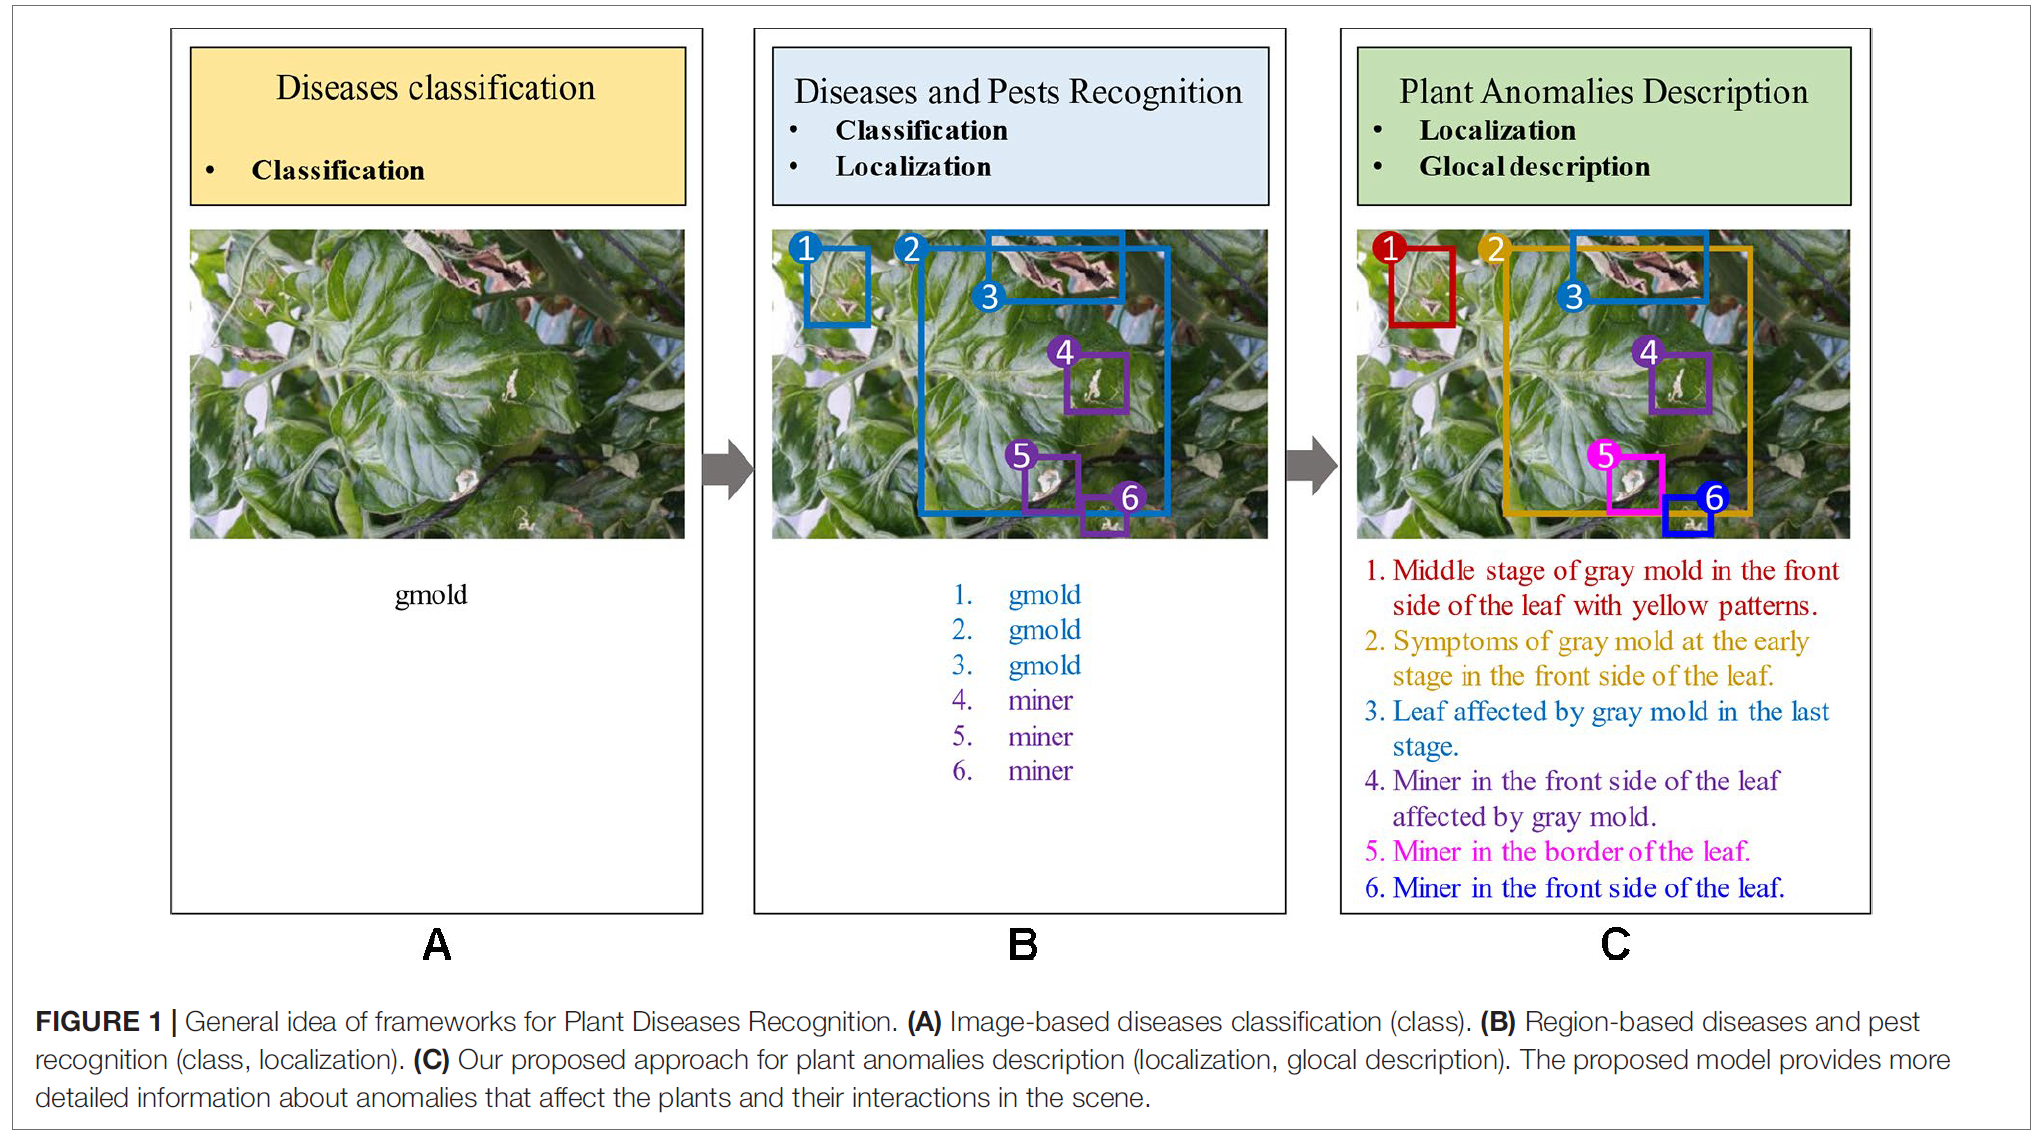 Diseases classification
• Classification
gmold
A
Diseases and Pests Recognition
• Classification
• Localization
1
2
3
4
5
6
1. gmold
2. gmold
3. gmold
4. miner
5. miner
6. miner
B
Plant Anomalies Description
• Localization
• Glocal description
1
2
3
4
5
6
1. Middle stage of gray mold in the front
side of the leaf with yellow patterns.
2. Symptoms of gray mold at the early
stage in the front side of the leaf.
3. Leaf affected by gray mold in the last
stage.
4. Miner in the front side of the leaf
affected by gray mold.
5. Miner in the border of the leaf.
6. Miner in the front side of the leaf.
C
FIGURE 1 | General idea of frameworks for Plant Diseases Recognition. (A) Image-based diseases classification (class). (B) Region-based diseases and pest
recognition (class, localization). (C) Our proposed approach for plant anomalies description (localization, glocal description). The proposed model provides more
detailed information about anomalies that affect the plants and their interactions in the scene.